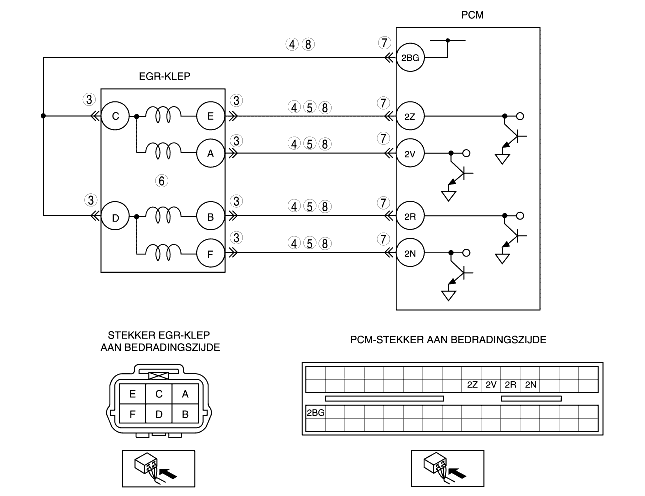 PCM
4 8 7 2BG
EGR-KLEP
3 C E 3 4 5 8 7 2Z
A 3 4 5 8 7 2V
6
3 D B 3 4 5 8 7 2R
F 3 4 5 8 7 2N
STEKKER EGR-KLEP
AAN BEDRADINGSZIJDE
E C A
F D B
PCM-STEKKER AAN BEDRADINGSZIJDE
2Z 2V 2R 2N
2BG